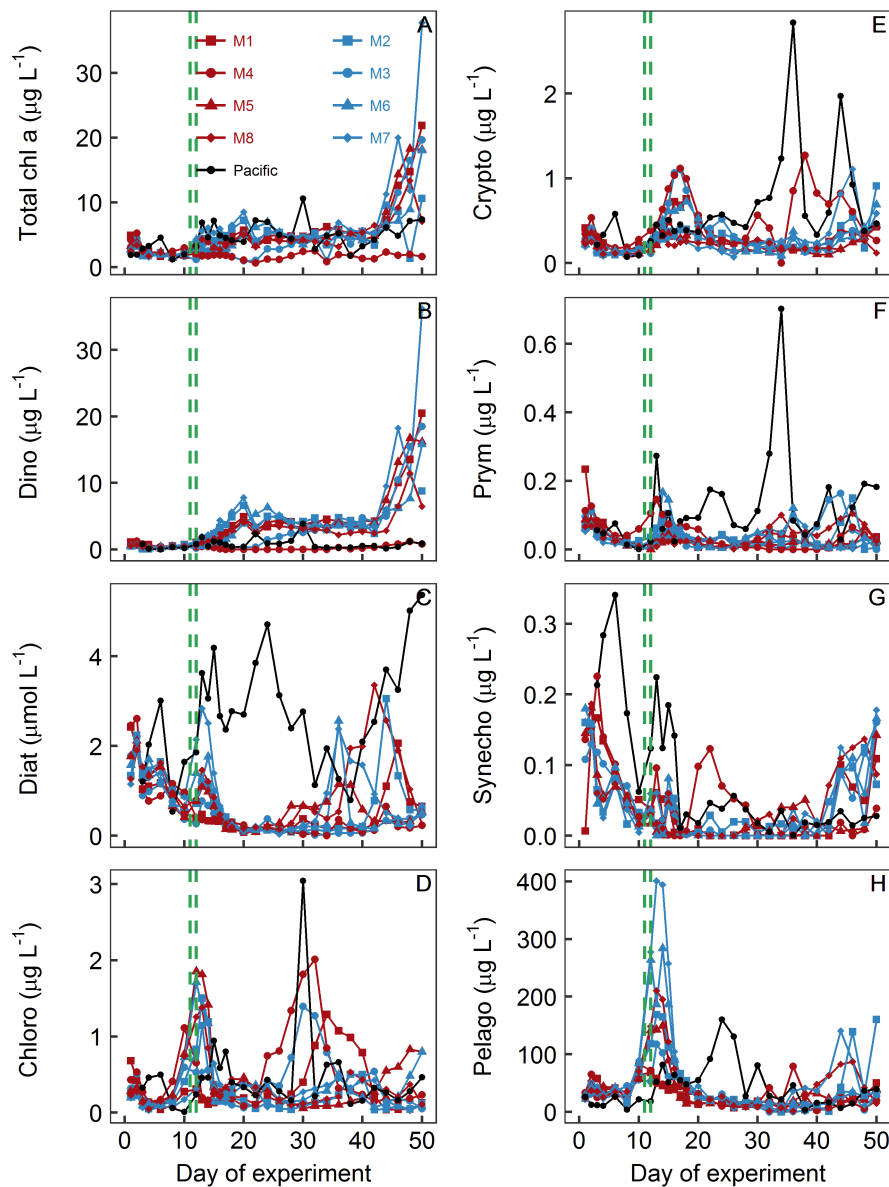 A
M1
M2
M4
M3
M5
M6
M8
M7
Pacific
Total chl a (μg L⁻¹)
30
20
10
0
B
Dino (μg L⁻¹)
30
20
10
0
C
Diat (μmol L⁻¹)
4
2
0
D
Chloro (μg L⁻¹)
3
2
1
0
0 10 20 30 40 50
Day of experiment
E
Crypto (μg L⁻¹)
2
1
0
F
Prym (μg L⁻¹)
0.6
0.4
0.2
0.0
G
Synecho (μg L⁻¹)
0.3
0.2
0.1
0.0
H
Pelago (μg L⁻¹)
400
300
200
100
0
0 10 20 30 40 50
Day of experiment